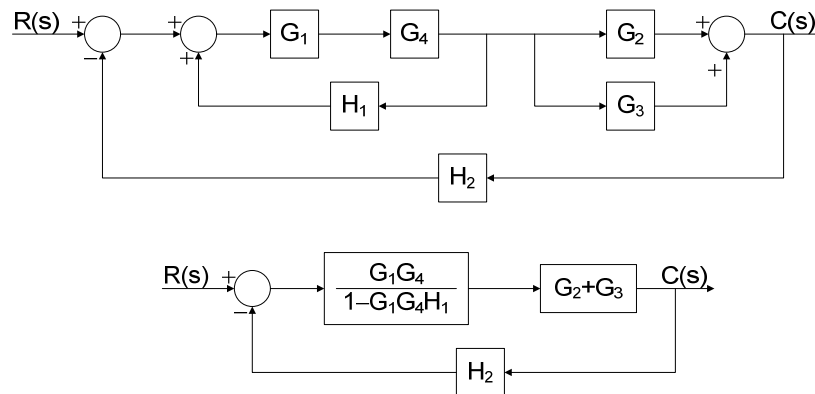 R(s) + − + + G₁ G₄ G₂ + + C(s)
H₁ G₃
H₂
R(s) + − G₁G₄ C(s)
1−G₁G₄H₁ G₂+G₃
H₂